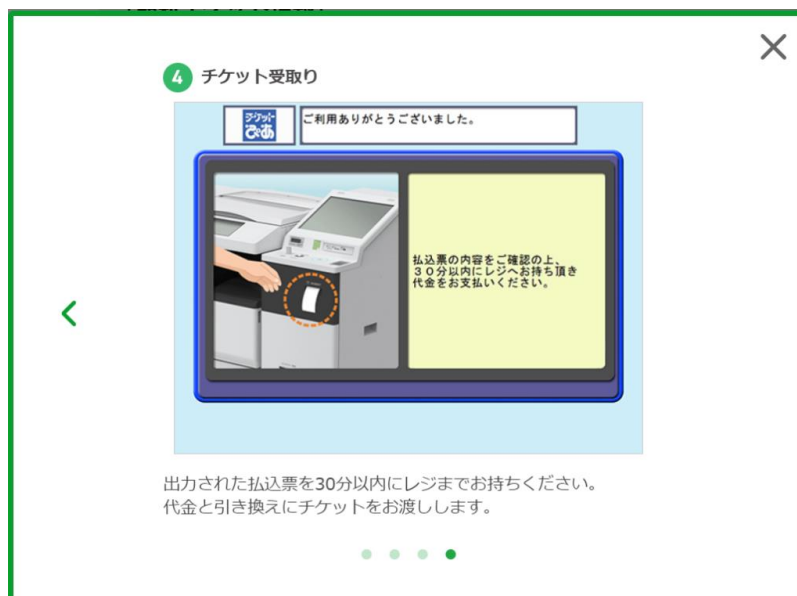 4 チケット受取り
チケット
ぴあ
ご利用ありがとうございました。
払込票の内容をご確認の上、
３０分以内にレジへお持ち頂き
代金をお支払いください。
出力された払込票を30分以内にレジまでお持ちください。
代金と引き換えにチケットをお渡しします。